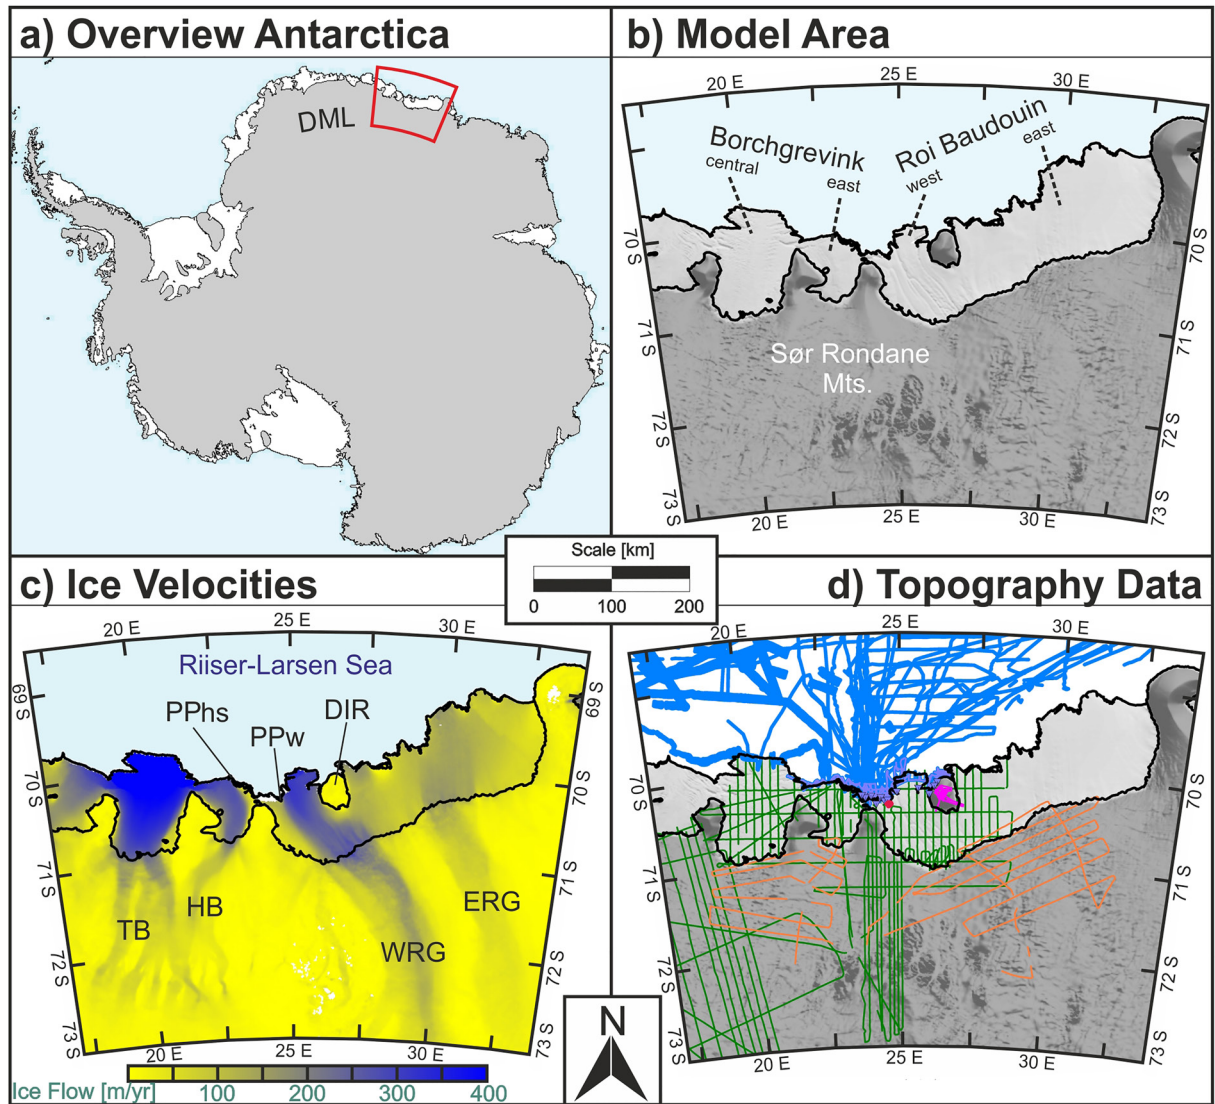 a) Overview Antarctica
DML
b) Model Area
20 E
25 E
30 E
Borchgrevink
central
east
Roi Baudouin
west
east
70 S
70 S
71 S
71 S
Sør Rondane
Mts.
72 S
72 S
73 S
73 S
20 E
25 E
30 E
Scale [km]
0 100 200
c) Ice Velocities
20 E
25 E
30 E
Riiser-Larsen Sea
69 S
69 S
PPhs
PPw
DIR
70 S
70 S
71 S
71 S
TB
HB
WRG
ERG
72 S
72 S
73 S
73 S
20 E
25 E
30 E
Ice Flow [m/yr]
100 200 300 400
N
d) Topography Data
20 E
25 E
30 E
70 S
70 S
71 S
71 S
72 S
72 S
73 S
73 S
20 E
25 E
30 E